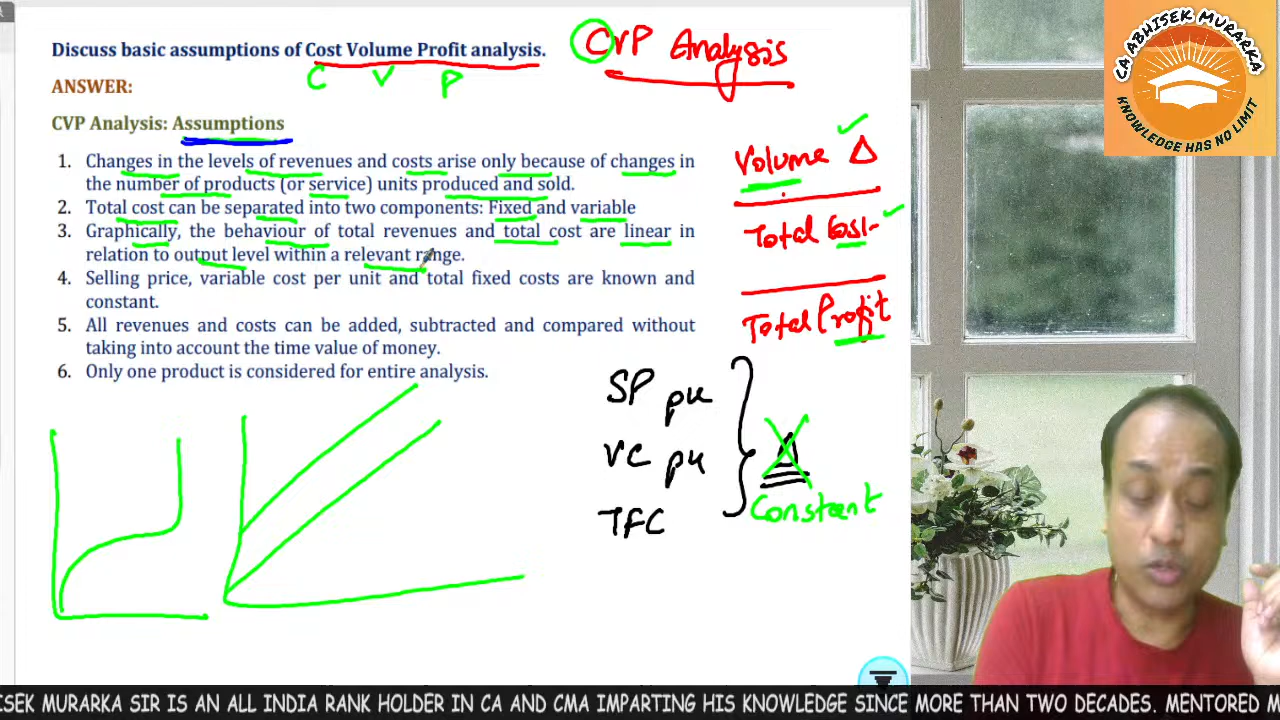 Discuss basic assumptions of Cost Volume Profit analysis.
C V P
CVP Analysis
ANSWER:
CVP Analysis: Assumptions
1. Changes in the levels of revenues and costs arise only because of changes in
the number of products (or service) units produced and sold.
2. Total cost can be separated into two components: Fixed and variable
3. Graphically, the behaviour of total revenues and total cost are linear in
relation to output level within a relevant range.
4. Selling price, variable cost per unit and total fixed costs are known and
constant.
5. All revenues and costs can be added, subtracted and compared without
taking into account the time value of money.
6. Only one product is considered for entire analysis.
Volume Δ
Total Cost
Total Profit
SP pu
VC pu
TFC
Δ
Constant
CA ABHISEK MURARKA
KNOWLEDGE HAS NO LIMIT
ISEK MURARKA SIR IS AN ALL INDIA RANK HOLDER IN CA AND CMA IMPARTING HIS KNOWLEDGE SINCE MORE THAN TWO DECADES. MENTORED M